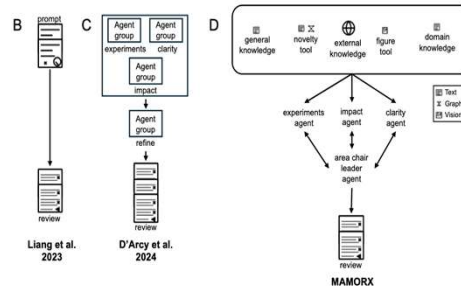 B
prompt
review
Liang et al.
2023
C
Agent
group
Agent
group
experiments
clarity
Agent
group
impact
Agent
group
refine
review
D'Arcy et al.
2024
D
general
knowledge
novelty
tool
external
knowledge
figure
tool
domain
knowledge
Text
Graph
Vision
experiments
agent
impact
agent
clarity
agent
area chair
leader
agent
review
MAMORX